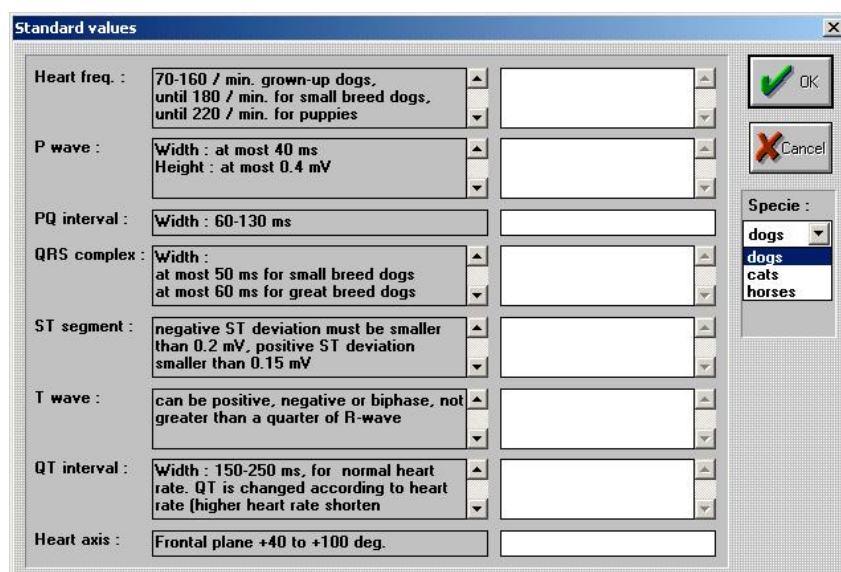 Standard values
Heart freq. :
70-160 / min. grown-up dogs,
until 180 / min. for small breed dogs,
until 220 / min. for puppies
P wave :
Width : at most 40 ms
Height : at most 0.4 mV
PQ interval :
Width : 60-130 ms
QRS complex :
Width :
at most 50 ms for small breed dogs
at most 60 ms for great breed dogs
ST segment :
negative ST deviation must be smaller
than 0.2 mV, positive ST deviation
smaller than 0.15 mV
T wave :
can be positive, negative or biphase, not
greater than a quarter of R-wave
QT interval :
Width : 150-250 ms, for normal heart
rate. QT is changed according to heart
rate (higher heart rate shorten
Heart axis :
Frontal plane +40 to +100 deg.
OK
Cancel
Specie :
dogs
dogs
cats
horses